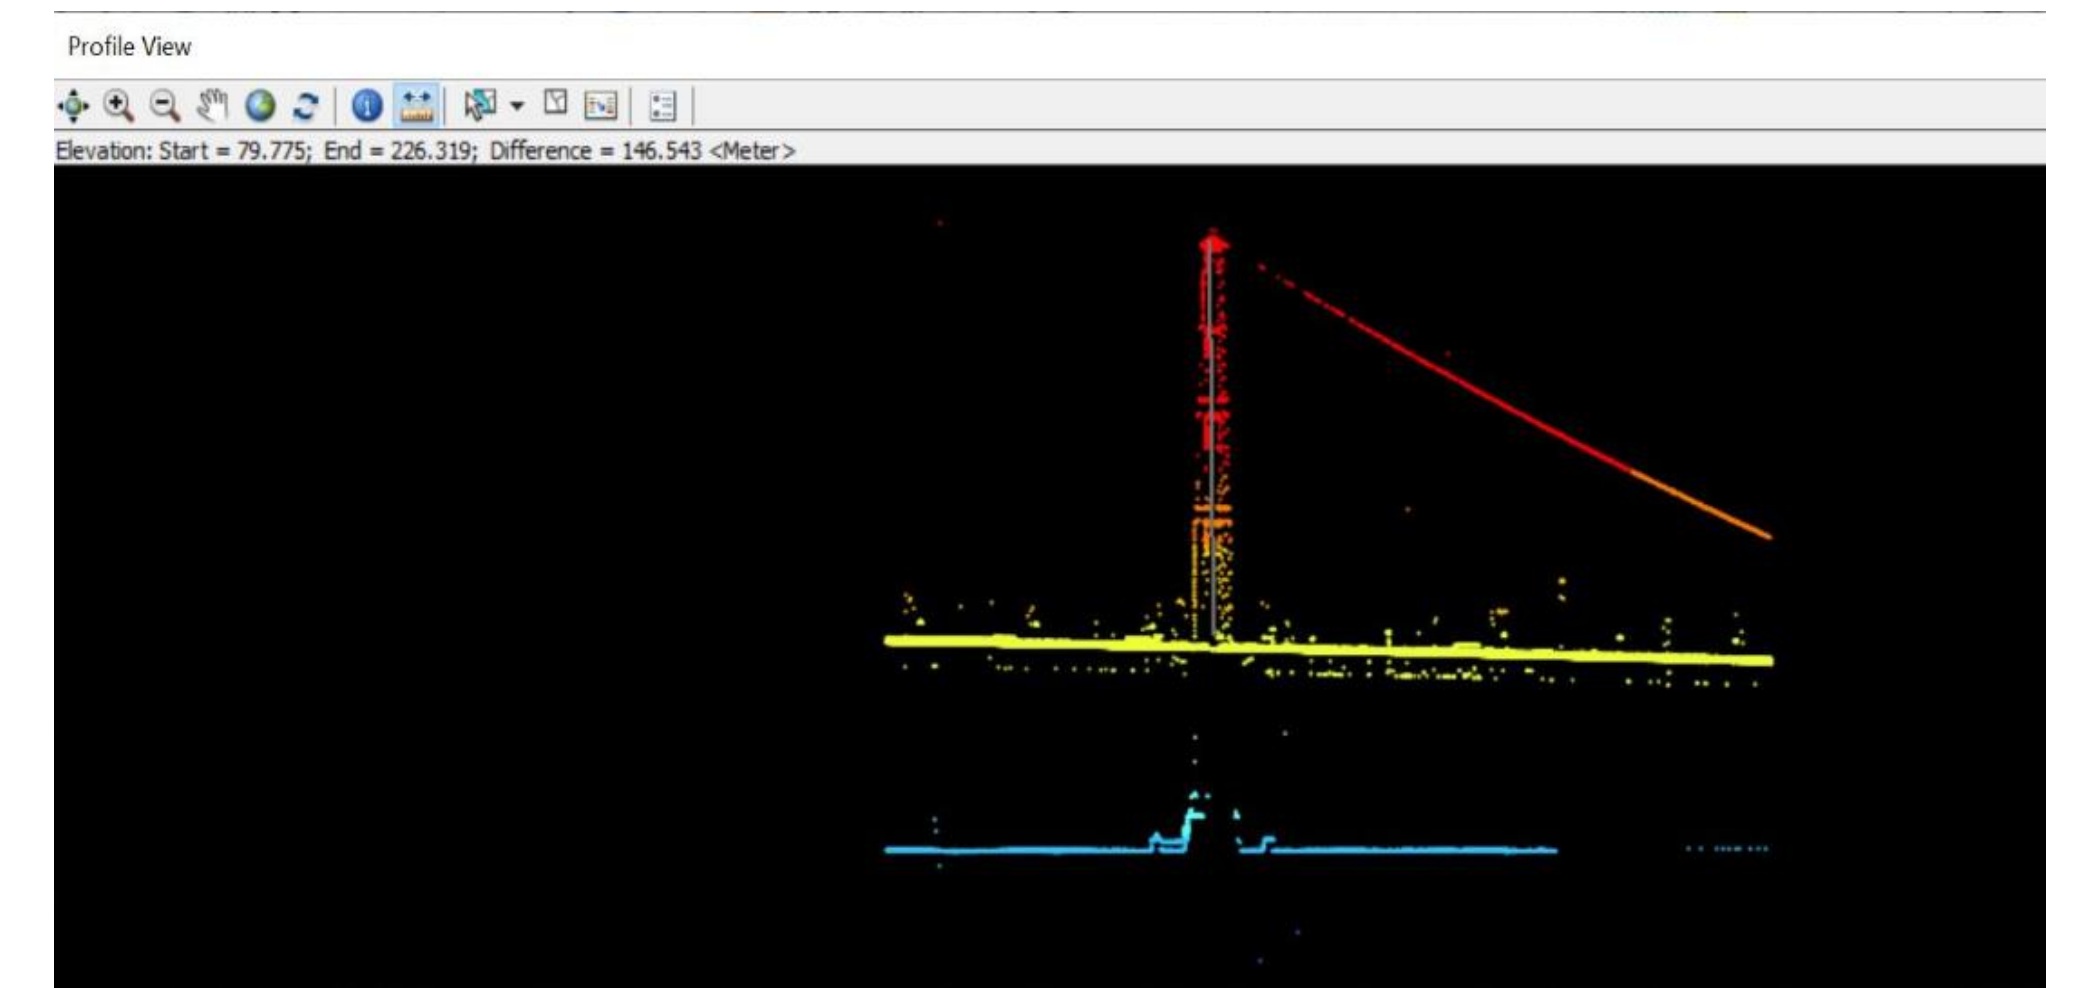 Profile View
Elevation: Start = 79.775; End = 226.319; Difference = 146.543 <Meter>